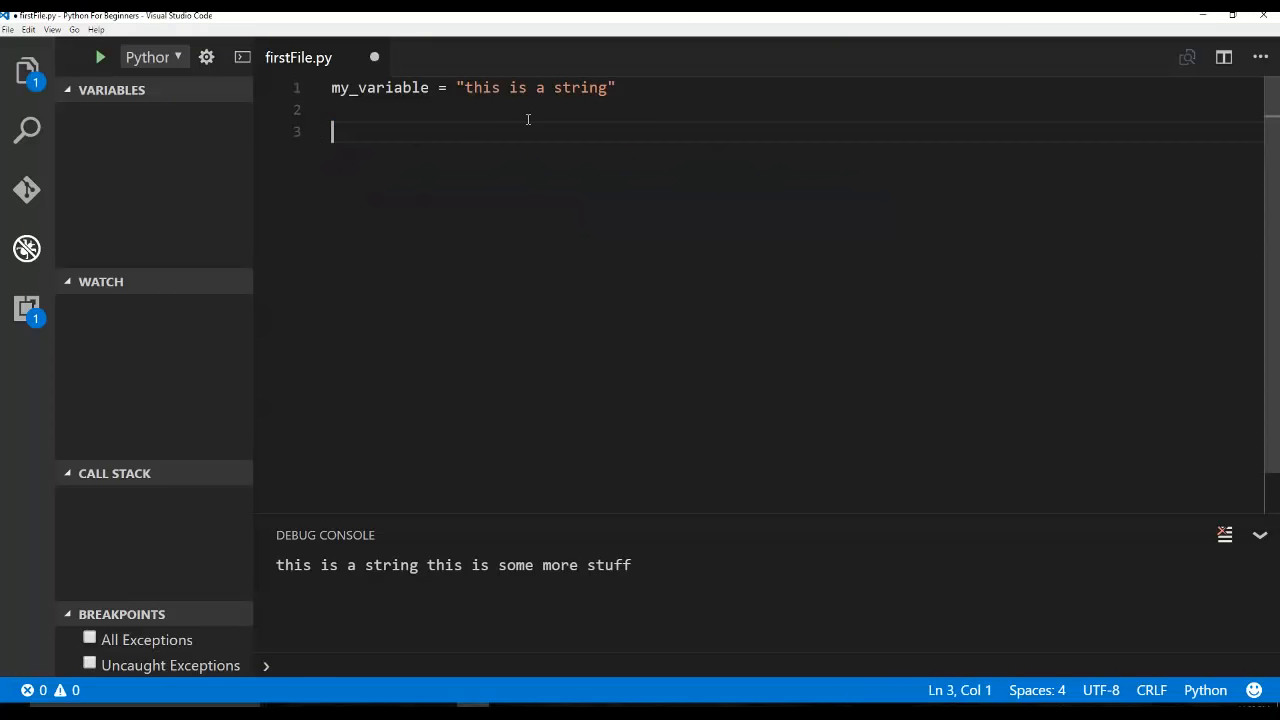 firstFile.py - Python For Beginners - Visual Studio Code
File Edit View Go Help
Python
firstFile.py
1
VARIABLES
1 my_variable = "this is a string"
2
3
WATCH
1
CALL STACK
DEBUG CONSOLE
this is a string this is some more stuff
BREAKPOINTS
All Exceptions
Uncaught Exceptions
0 0 Ln 3, Col 1 Spaces: 4 UTF-8 CRLF Python